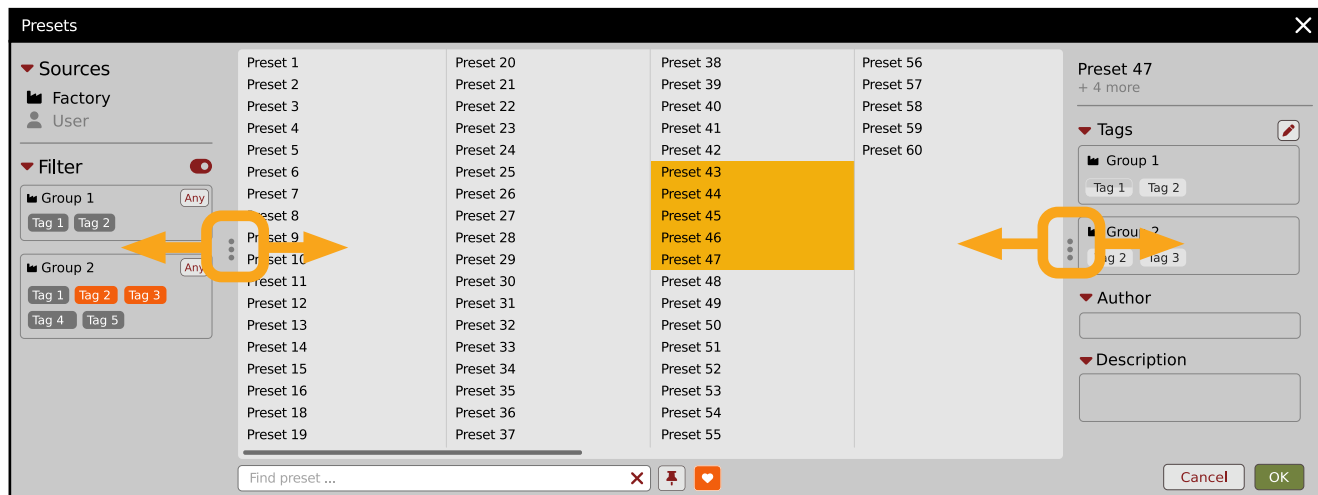 Presets
Sources
Factory
User
Filter
Group 1
Any
Tag 1 Tag 2
Group 2
Any
Tag 1 Tag 2 Tag 3
Tag 4 Tag 5
Preset 1
Preset 2
Preset 3
Preset 4
Preset 5
Preset 6
Preset 7
Preset 8
Preset 9
Preset 10
Preset 11
Preset 12
Preset 13
Preset 14
Preset 15
Preset 16
Preset 18
Preset 19
Preset 20
Preset 21
Preset 22
Preset 23
Preset 24
Preset 25
Preset 26
Preset 27
Preset 28
Preset 29
Preset 30
Preset 31
Preset 32
Preset 33
Preset 34
Preset 35
Preset 36
Preset 37
Preset 38
Preset 39
Preset 40
Preset 41
Preset 42
Preset 43
Preset 44
Preset 45
Preset 46
Preset 47
Preset 48
Preset 49
Preset 50
Preset 51
Preset 52
Preset 53
Preset 54
Preset 55
Preset 56
Preset 57
Preset 58
Preset 59
Preset 60
Find preset ...
Preset 47
+ 4 more
Tags
Group 1
Tag 1 Tag 2
Group 2
Tag 2 Tag 3
Author
Description
Cancel
OK